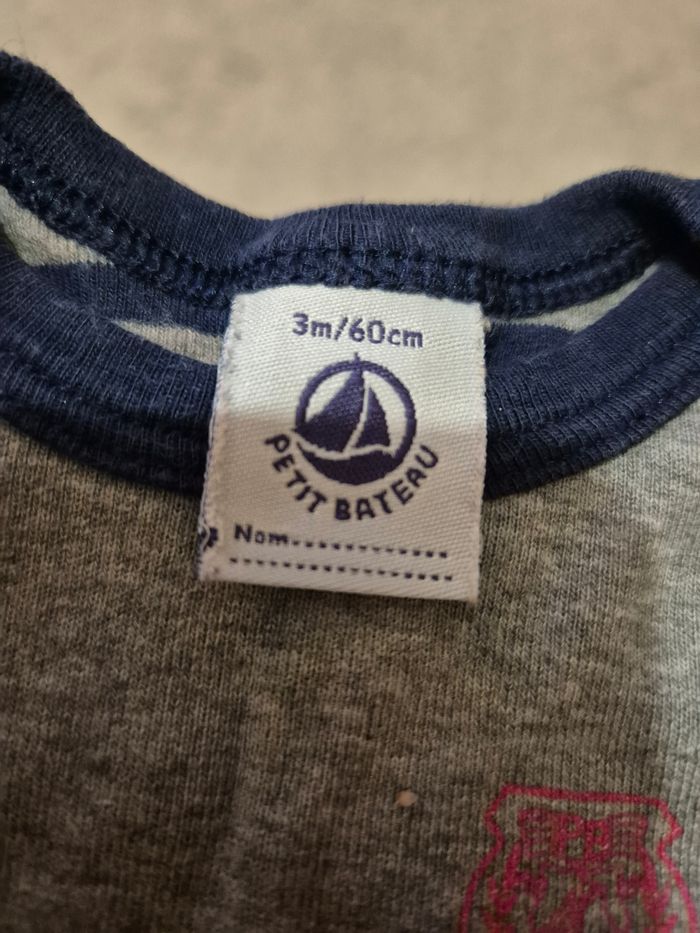 3m/60cm
PETIT BATEAU
Nom.............
..................